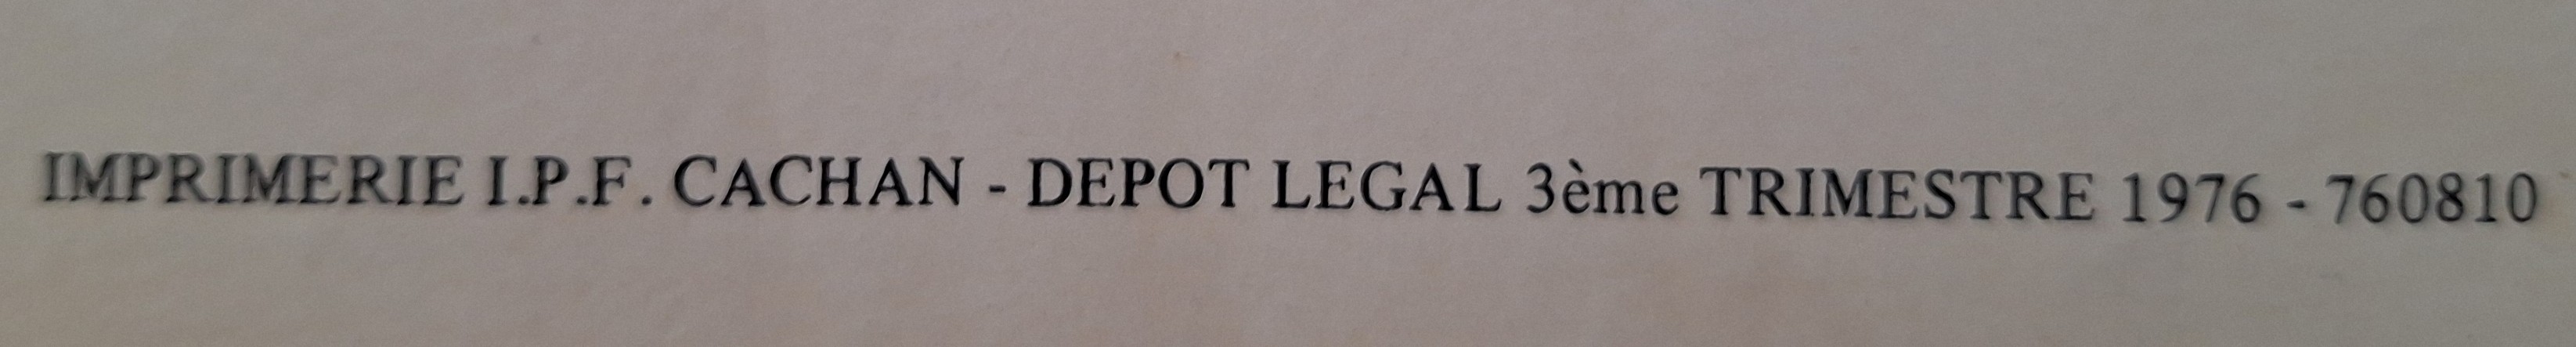 IMPRIMERIE I.P.F. CACHAN - DEPOT LEGAL 3ème TRIMESTRE 1976 - 760810